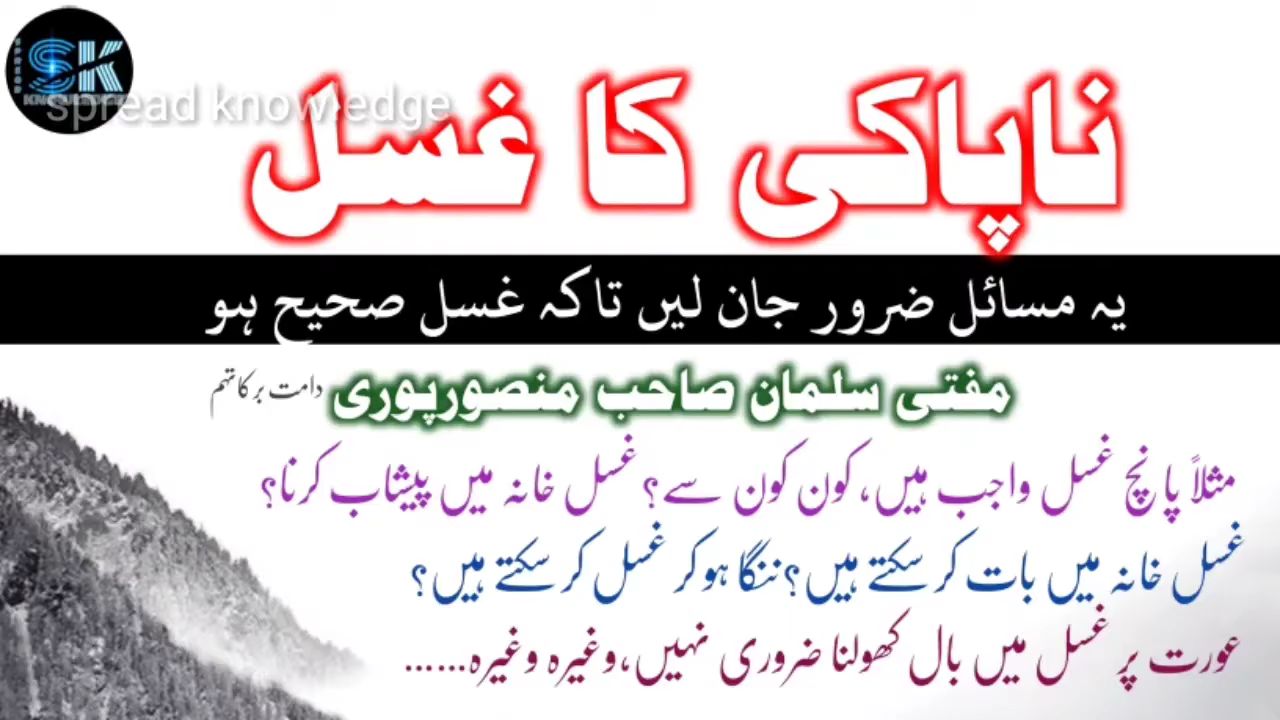 SK
spread knowledge
ناپاکی کا غسل
یہ مسائل ضرور جان لیں تاکہ غسل صحیح ہو
مفتی سلمان صاحب منصورپوری دامت برکاتہم
مثلاً پانچ غسل واجب ہیں، کون کون سے؟ غسل خانہ میں پیشاب کرنا؟
غسل خانہ میں بات کر سکتے ہیں؟ ننگا ہو کر غسل کر سکتے ہیں؟
عورت پر غسل میں بال کھولنا ضروری نہیں، وغیرہ وغیرہ......